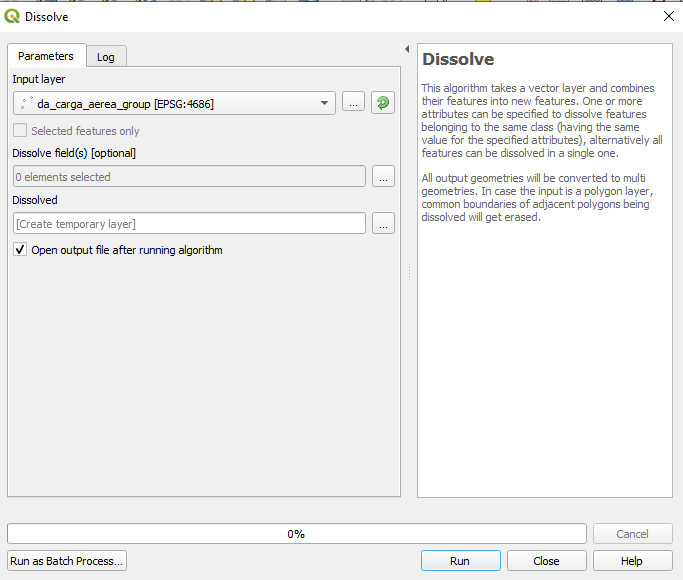 Dissolve
Parameters
Log
Input layer
da_carga_aerea_group [EPSG:4686]
...
Selected features only
Dissolve field(s) [optional]
0 elements selected
...
Dissolved
[Create temporary layer]
...
Open output file after running algorithm
Dissolve
This algorithm takes a vector layer and combines
their features into new features. One or more
attributes can be specified to dissolve features
belonging to the same class (having the same
value for the specified attributes), alternatively all
features can be dissolved in a single one.
All output geometries will be converted to multi
geometries. In case the input is a polygon layer,
common boundaries of adjacent polygons being
dissolved will get erased.
0%
Cancel
Run as Batch Process...
Run
Close
Help